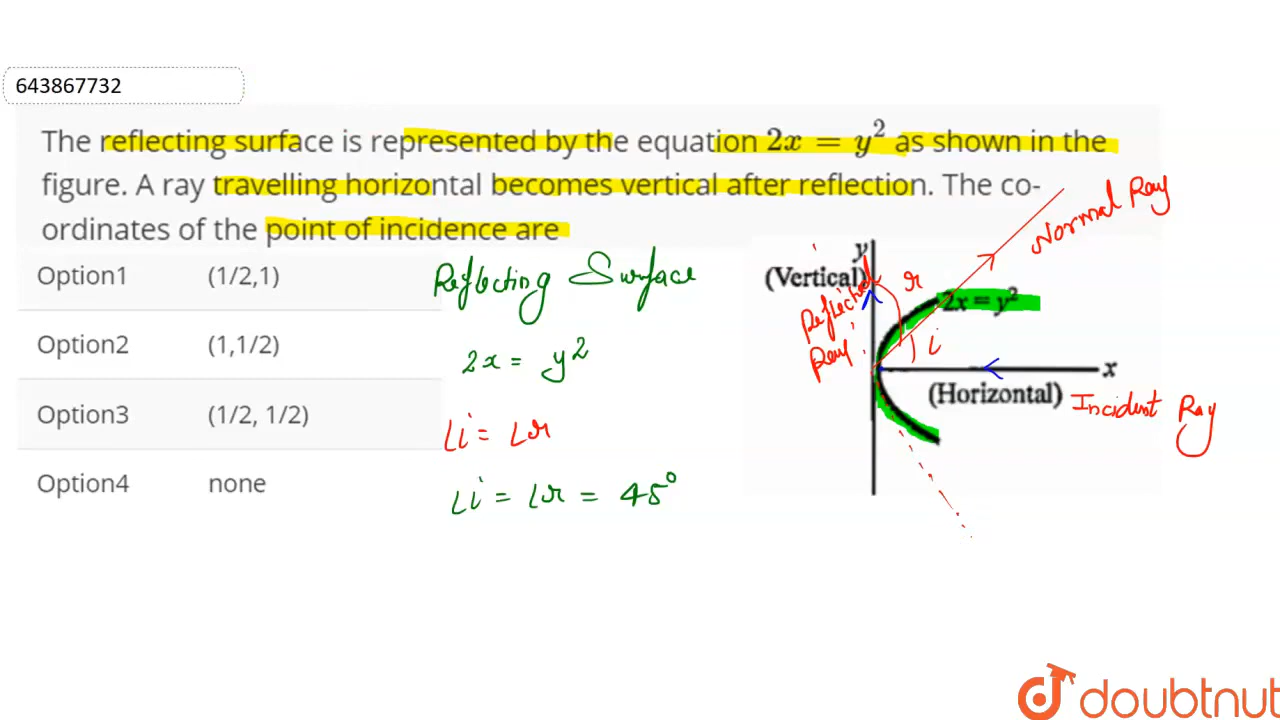 643867732
The reflecting surface is represented by the equation 2x = y² as shown in the
figure. A ray travelling horizontal becomes vertical after reflection. The co-
ordinates of the point of incidence are
Option1 (1/2,1)
Option2 (1,1/2)
Option3 (1/2, 1/2)
Option4 none
Reflecting Surface
2x = y²
∠i = ∠r
∠i = ∠r = 45°
y
(Vertical)
Reflected
Ray
r
Normal Ray
2x = y²
i
x
(Horizontal)
Incident Ray
doubtnut